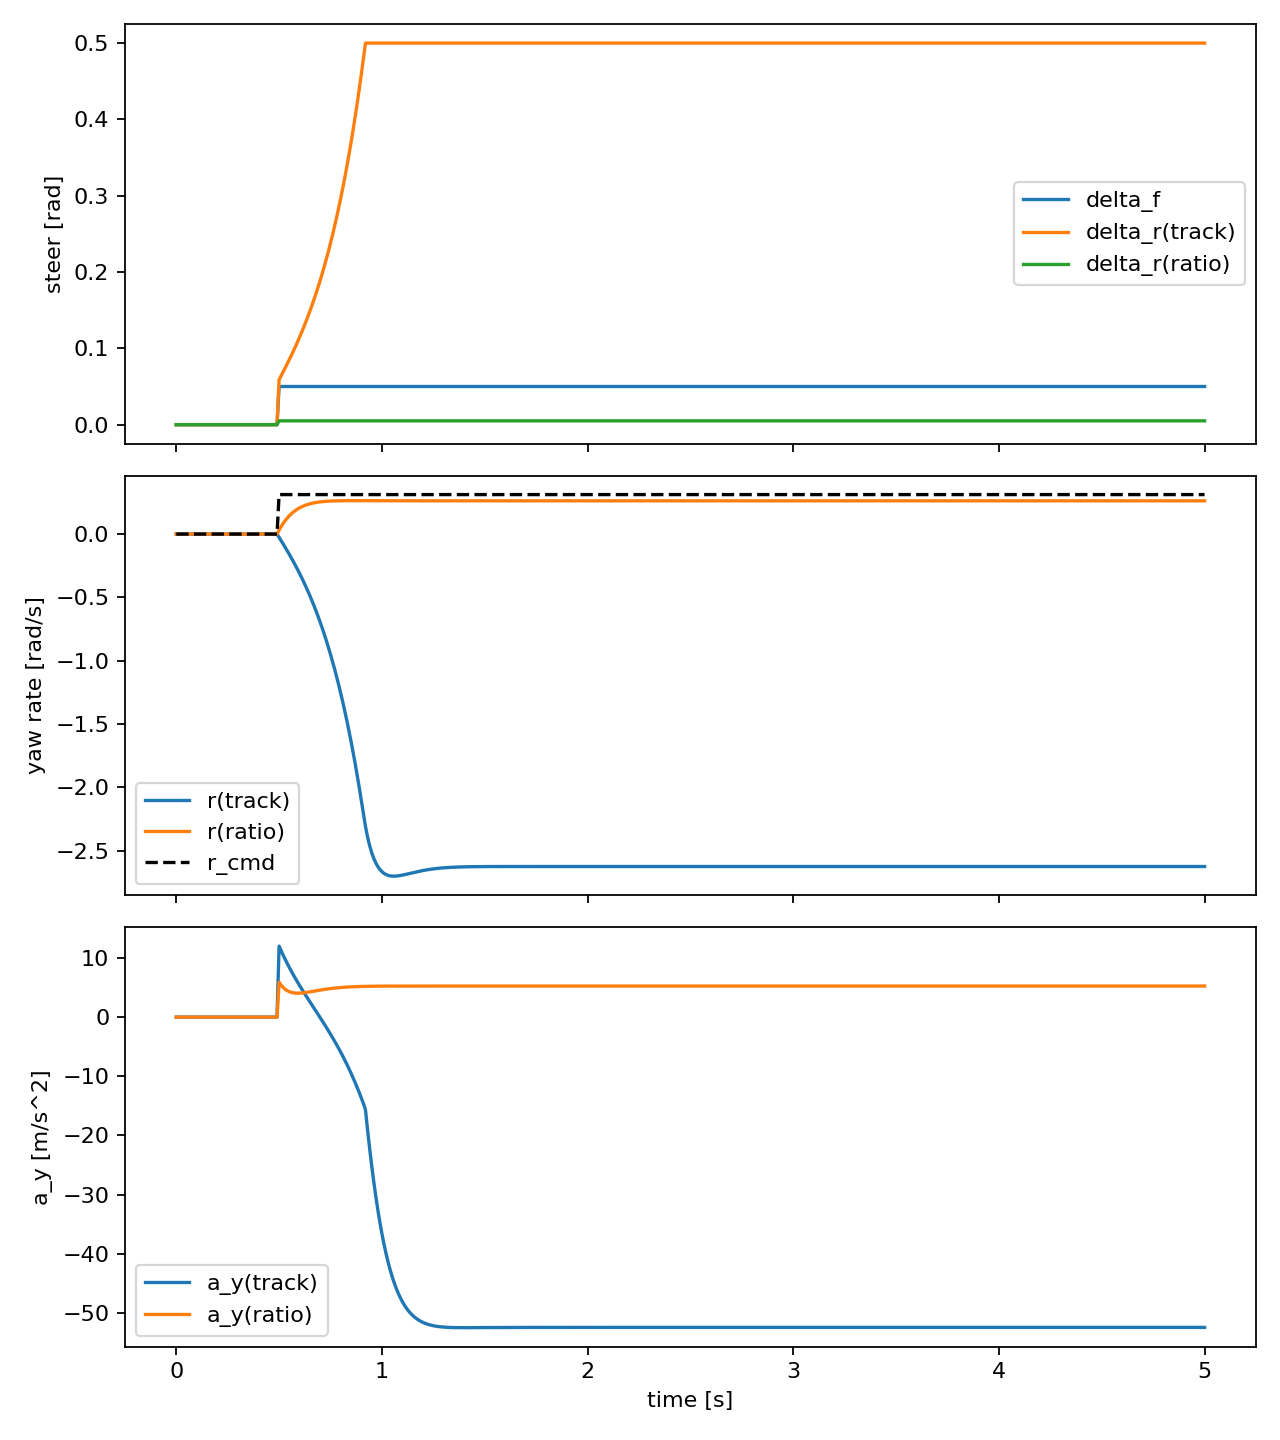 0.5
0.4
0.3
0.2
0.1
0.0
steer [rad]
delta_f
delta_r(track)
delta_r(ratio)
0.0
−0.5
−1.0
−1.5
−2.0
−2.5
yaw rate [rad/s]
r(track)
r(ratio)
r_cmd
10
0
−10
−20
−30
−40
−50
a_y [m/s^2]
a_y(track)
a_y(ratio)
0 1 2 3 4 5
time [s]